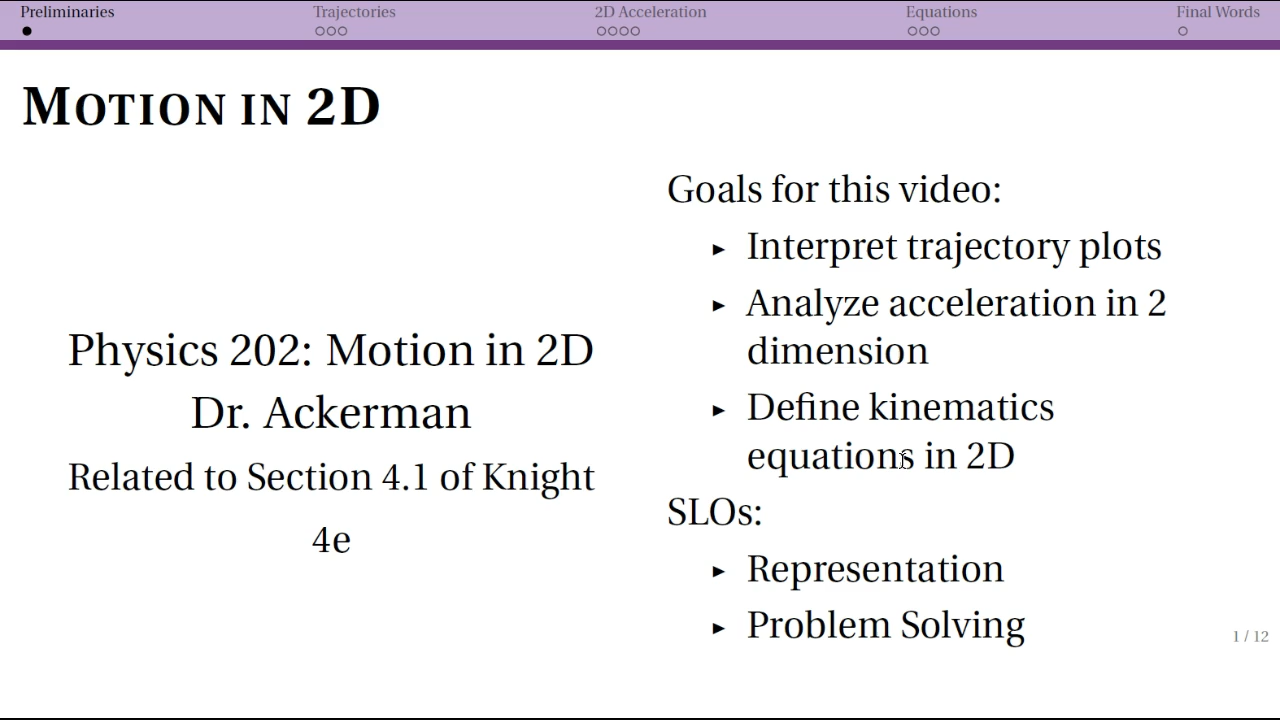 Preliminaries
Trajectories
2D Acceleration
Equations
Final Words
MOTION IN 2D
Physics 202: Motion in 2D
Dr. Ackerman
Related to Section 4.1 of Knight
4e
Goals for this video:
Interpret trajectory plots
Analyze acceleration in 2
dimension
Define kinematics
equations in 2D
SLOs:
Representation
Problem Solving
1 / 12